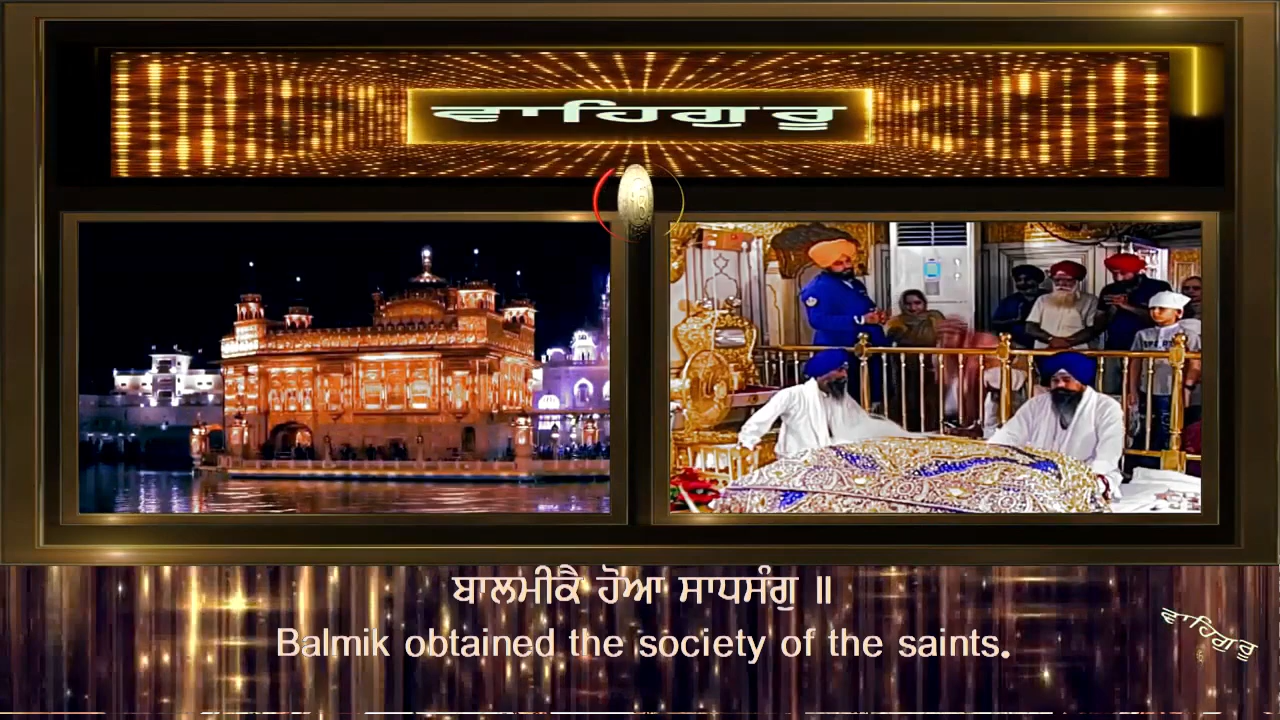 ਵਾਹਿਗੁਰੂ
ਬਾਲਮੀਕੈ ਹੋਆ ਸਾਧਸੰਗੁ ॥
Balmik obtained the society of the saints.
ਵਾਹਿਗੁਰੂ